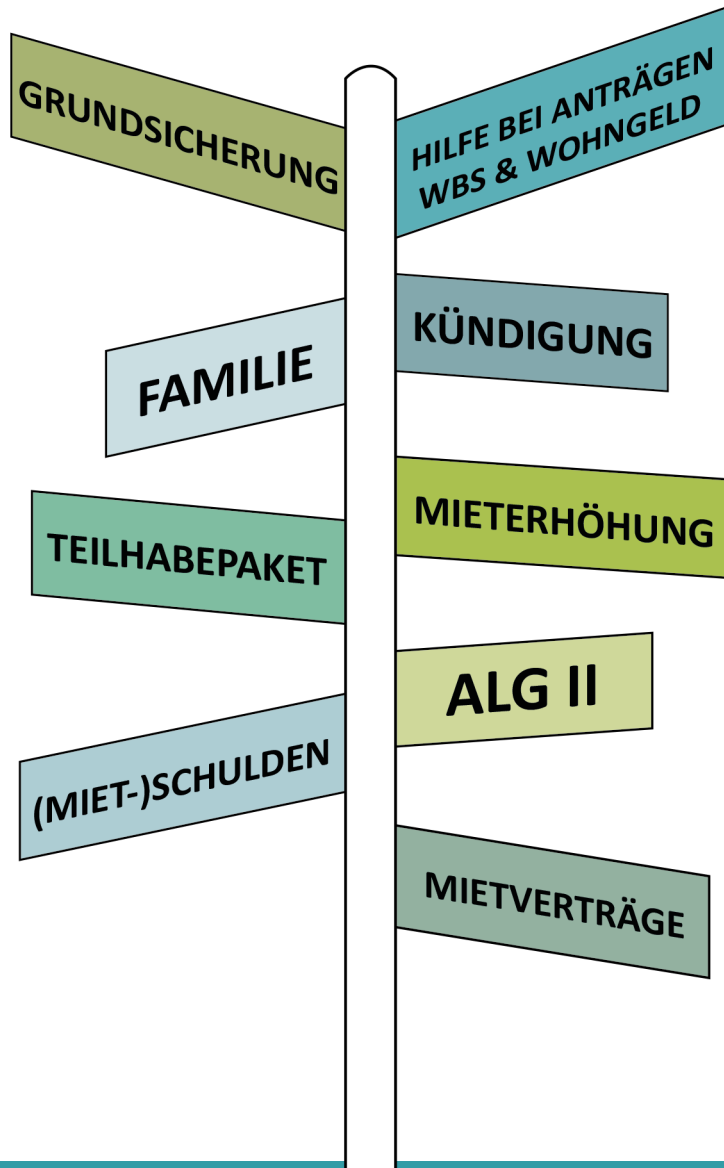 GRUNDSICHERUNG
HILFE BEI ANTRÄGEN
WBS & WOHNGELD
KÜNDIGUNG
FAMILIE
MIETERHÖHUNG
TEILHABEPAKET
ALG II
(MIET-)SCHULDEN
MIETVERTRÄGE